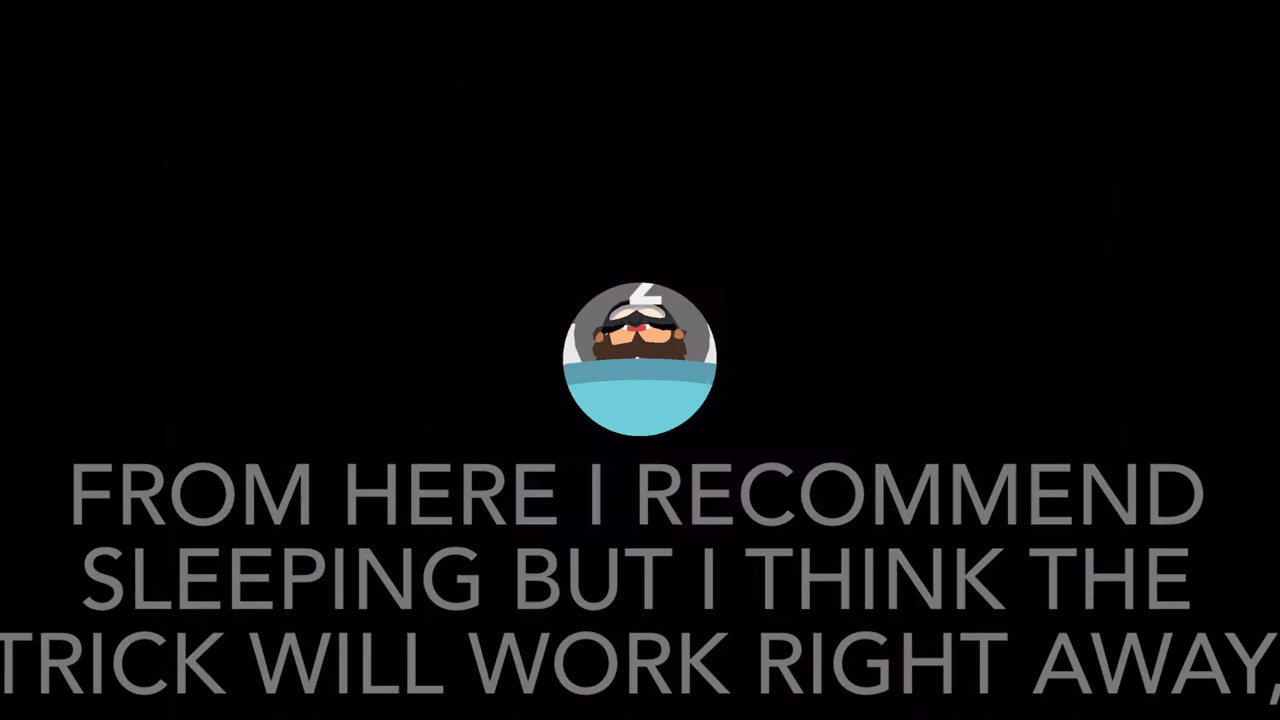 Z
FROM HERE I RECOMMEND
SLEEPING BUT I THINK THE
TRICK WILL WORK RIGHT AWAY,